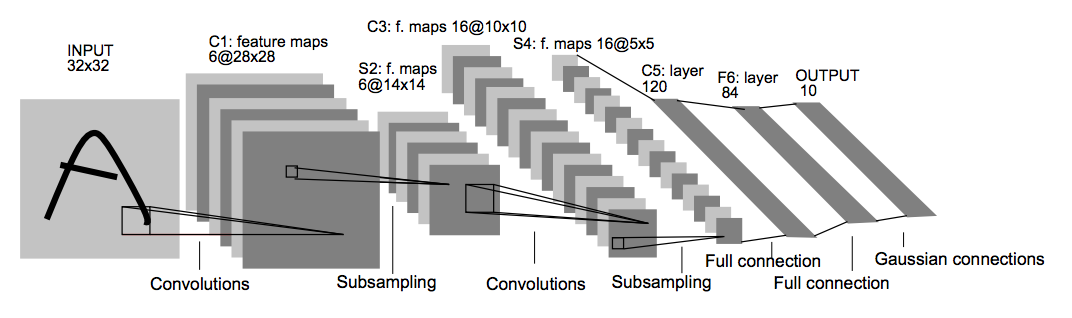 INPUT
32x32
C1: feature maps
6@28x28
S2: f. maps
6@14x14
C3: f. maps 16@10x10
S4: f. maps 16@5x5
C5: layer
120
F6: layer
84
OUTPUT
10
Convolutions
Subsampling
Convolutions
Subsampling
Full connection
Full connection
Gaussian connections